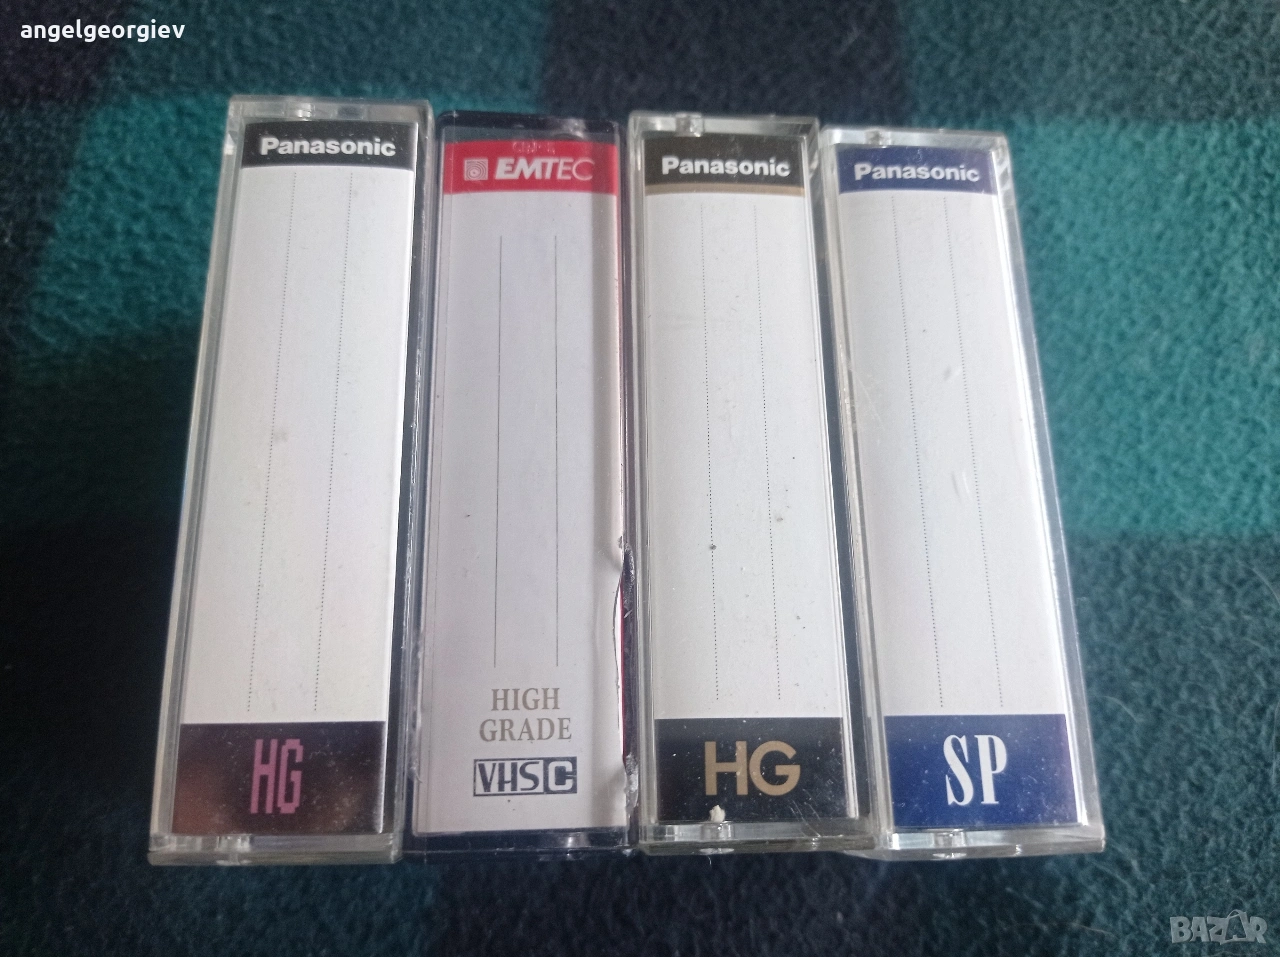 angelgeorgiev
Panasonic
HG
EMTEC
HIGH
GRADE
VHS C
Panasonic
HG
Panasonic
SP
BAZAR